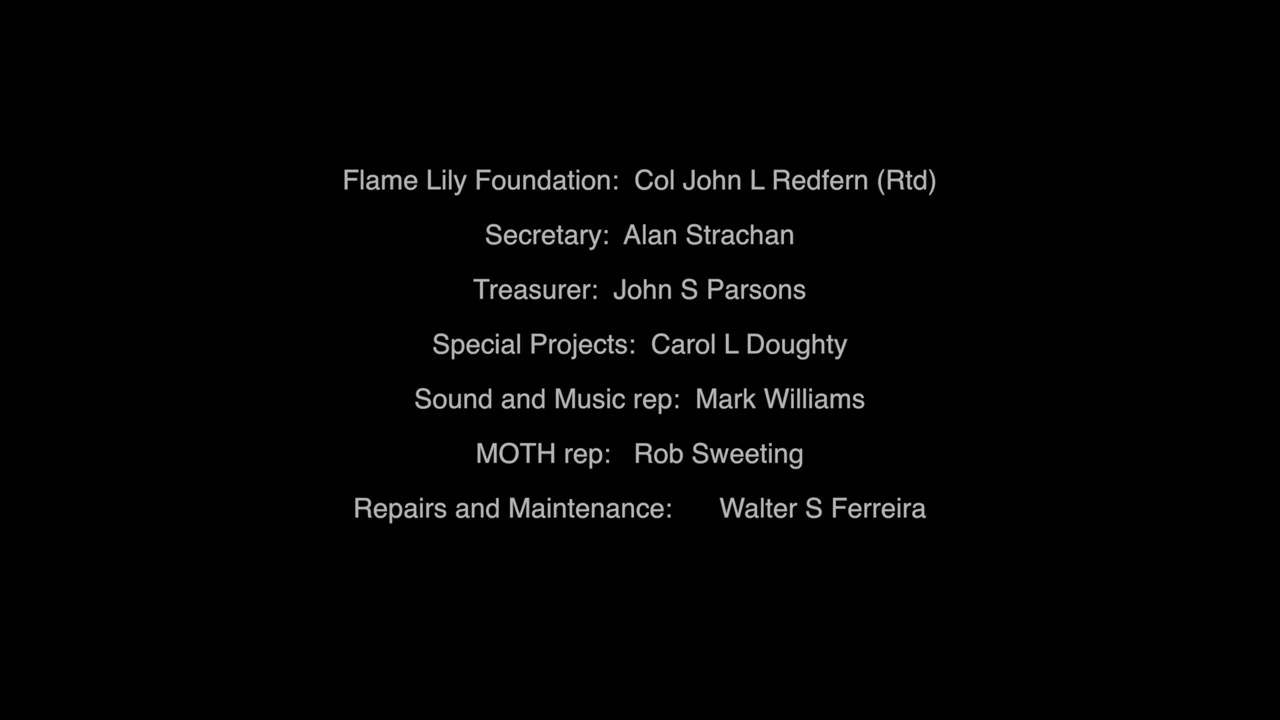 Flame Lily Foundation: Col John L Redfern (Rtd)
Secretary: Alan Strachan
Treasurer: John S Parsons
Special Projects: Carol L Doughty
Sound and Music rep: Mark Williams
MOTH rep: Rob Sweeting
Repairs and Maintenance: Walter S Ferreira